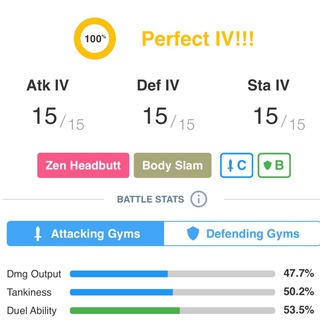 100% Perfect IV!!!
Atk IV Def IV Sta IV
15/15 15/15 15/15
Zen Headbutt Body Slam C B
BATTLE STATS i
Attacking Gyms Defending Gyms
Dmg Output 47.7%
Tankiness 50.2%
Duel Ability 53.5%